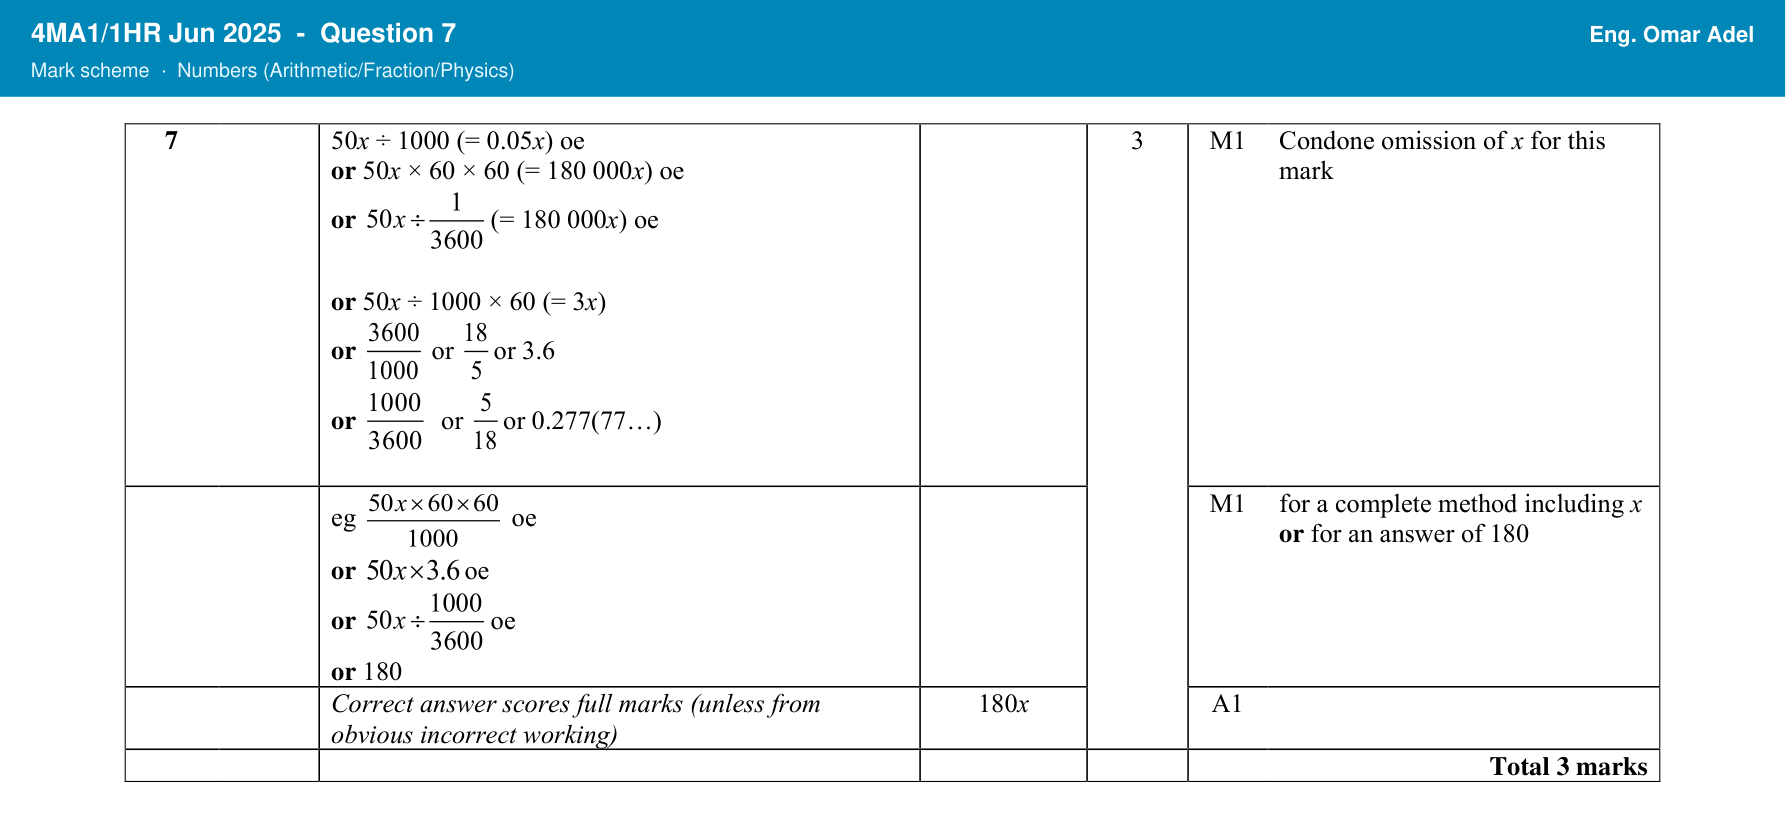 4MA1/1HR Jun 2025 - Question 7
Eng. Omar Adel
Mark scheme · Numbers (Arithmetic/Fraction/Physics)
7
50x ÷ 1000 (= 0.05x) oe
or 50x × 60 × 60 (= 180 000x) oe
or 50x ÷ 1/3600 (= 180 000x) oe
or 50x ÷ 1000 × 60 (= 3x)
or 3600/1000 or 18/5 or 3.6
or 1000/3600 or 5/18 or 0.277(77…)
3
M1 Condone omission of x for this
mark
eg 50x×60×60/1000 oe
or 50x×3.6 oe
or 50x ÷ 1000/3600 oe
or 180
M1 for a complete method including x
or for an answer of 180
Correct answer scores full marks (unless from
obvious incorrect working)
180x
A1
Total 3 marks